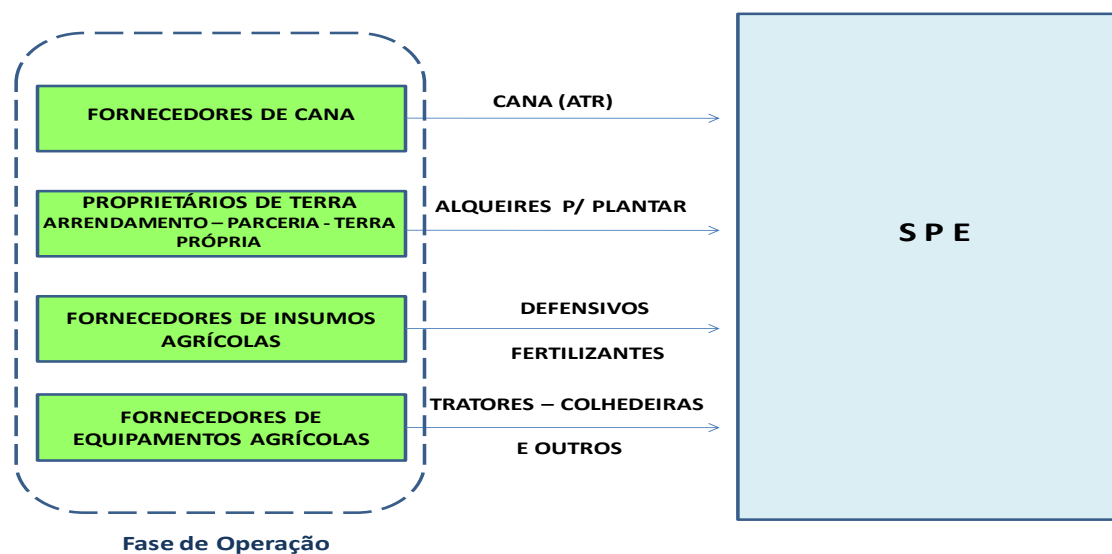 FORNECEDORES DE CANA
CANA (ATR)
PROPRIETÁRIOS DE TERRA
ARRENDAMENTO – PARCERIA - TERRA
PRÓPRIA
ALQUEIRES P/ PLANTAR
S P E
FORNECEDORES DE INSUMOS
AGRÍCOLAS
DEFENSIVOS
FERTILIZANTES
FORNECEDORES DE
EQUIPAMENTOS AGRÍCOLAS
TRATORES – COLHEDEIRAS
E OUTROS
Fase de Operação